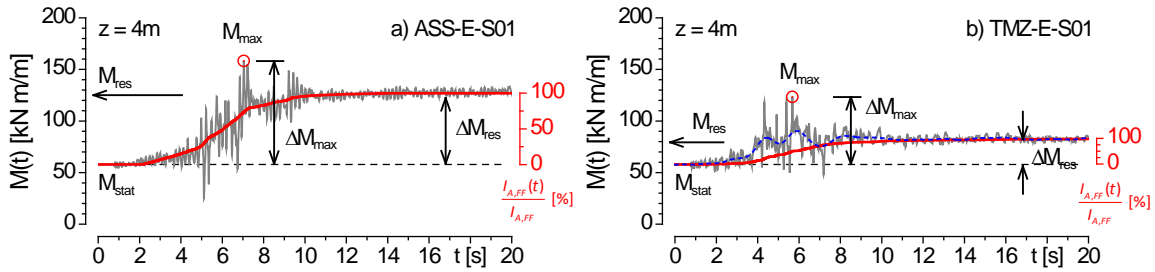 200
150
100
50
0
M(t) [kN m/m]
z = 4m
M_max
a) ASS-E-S01
M_res
ΔM_max
ΔM_res
M_stat
100
50
0
I_A,FF(t)
I_A,FF
[%]
0 2 4 6 8 10 12 14 16 18 20
t [s]
200
150
100
50
0
M(t) [kN m/m]
z = 4m
b) TMZ-E-S01
M_max
M_res
ΔM_max
ΔM_res
M_stat
100
0
I_A,FF(t)
I_A,FF
[%]
0 2 4 6 8 10 12 14 16 18 20
t [s]